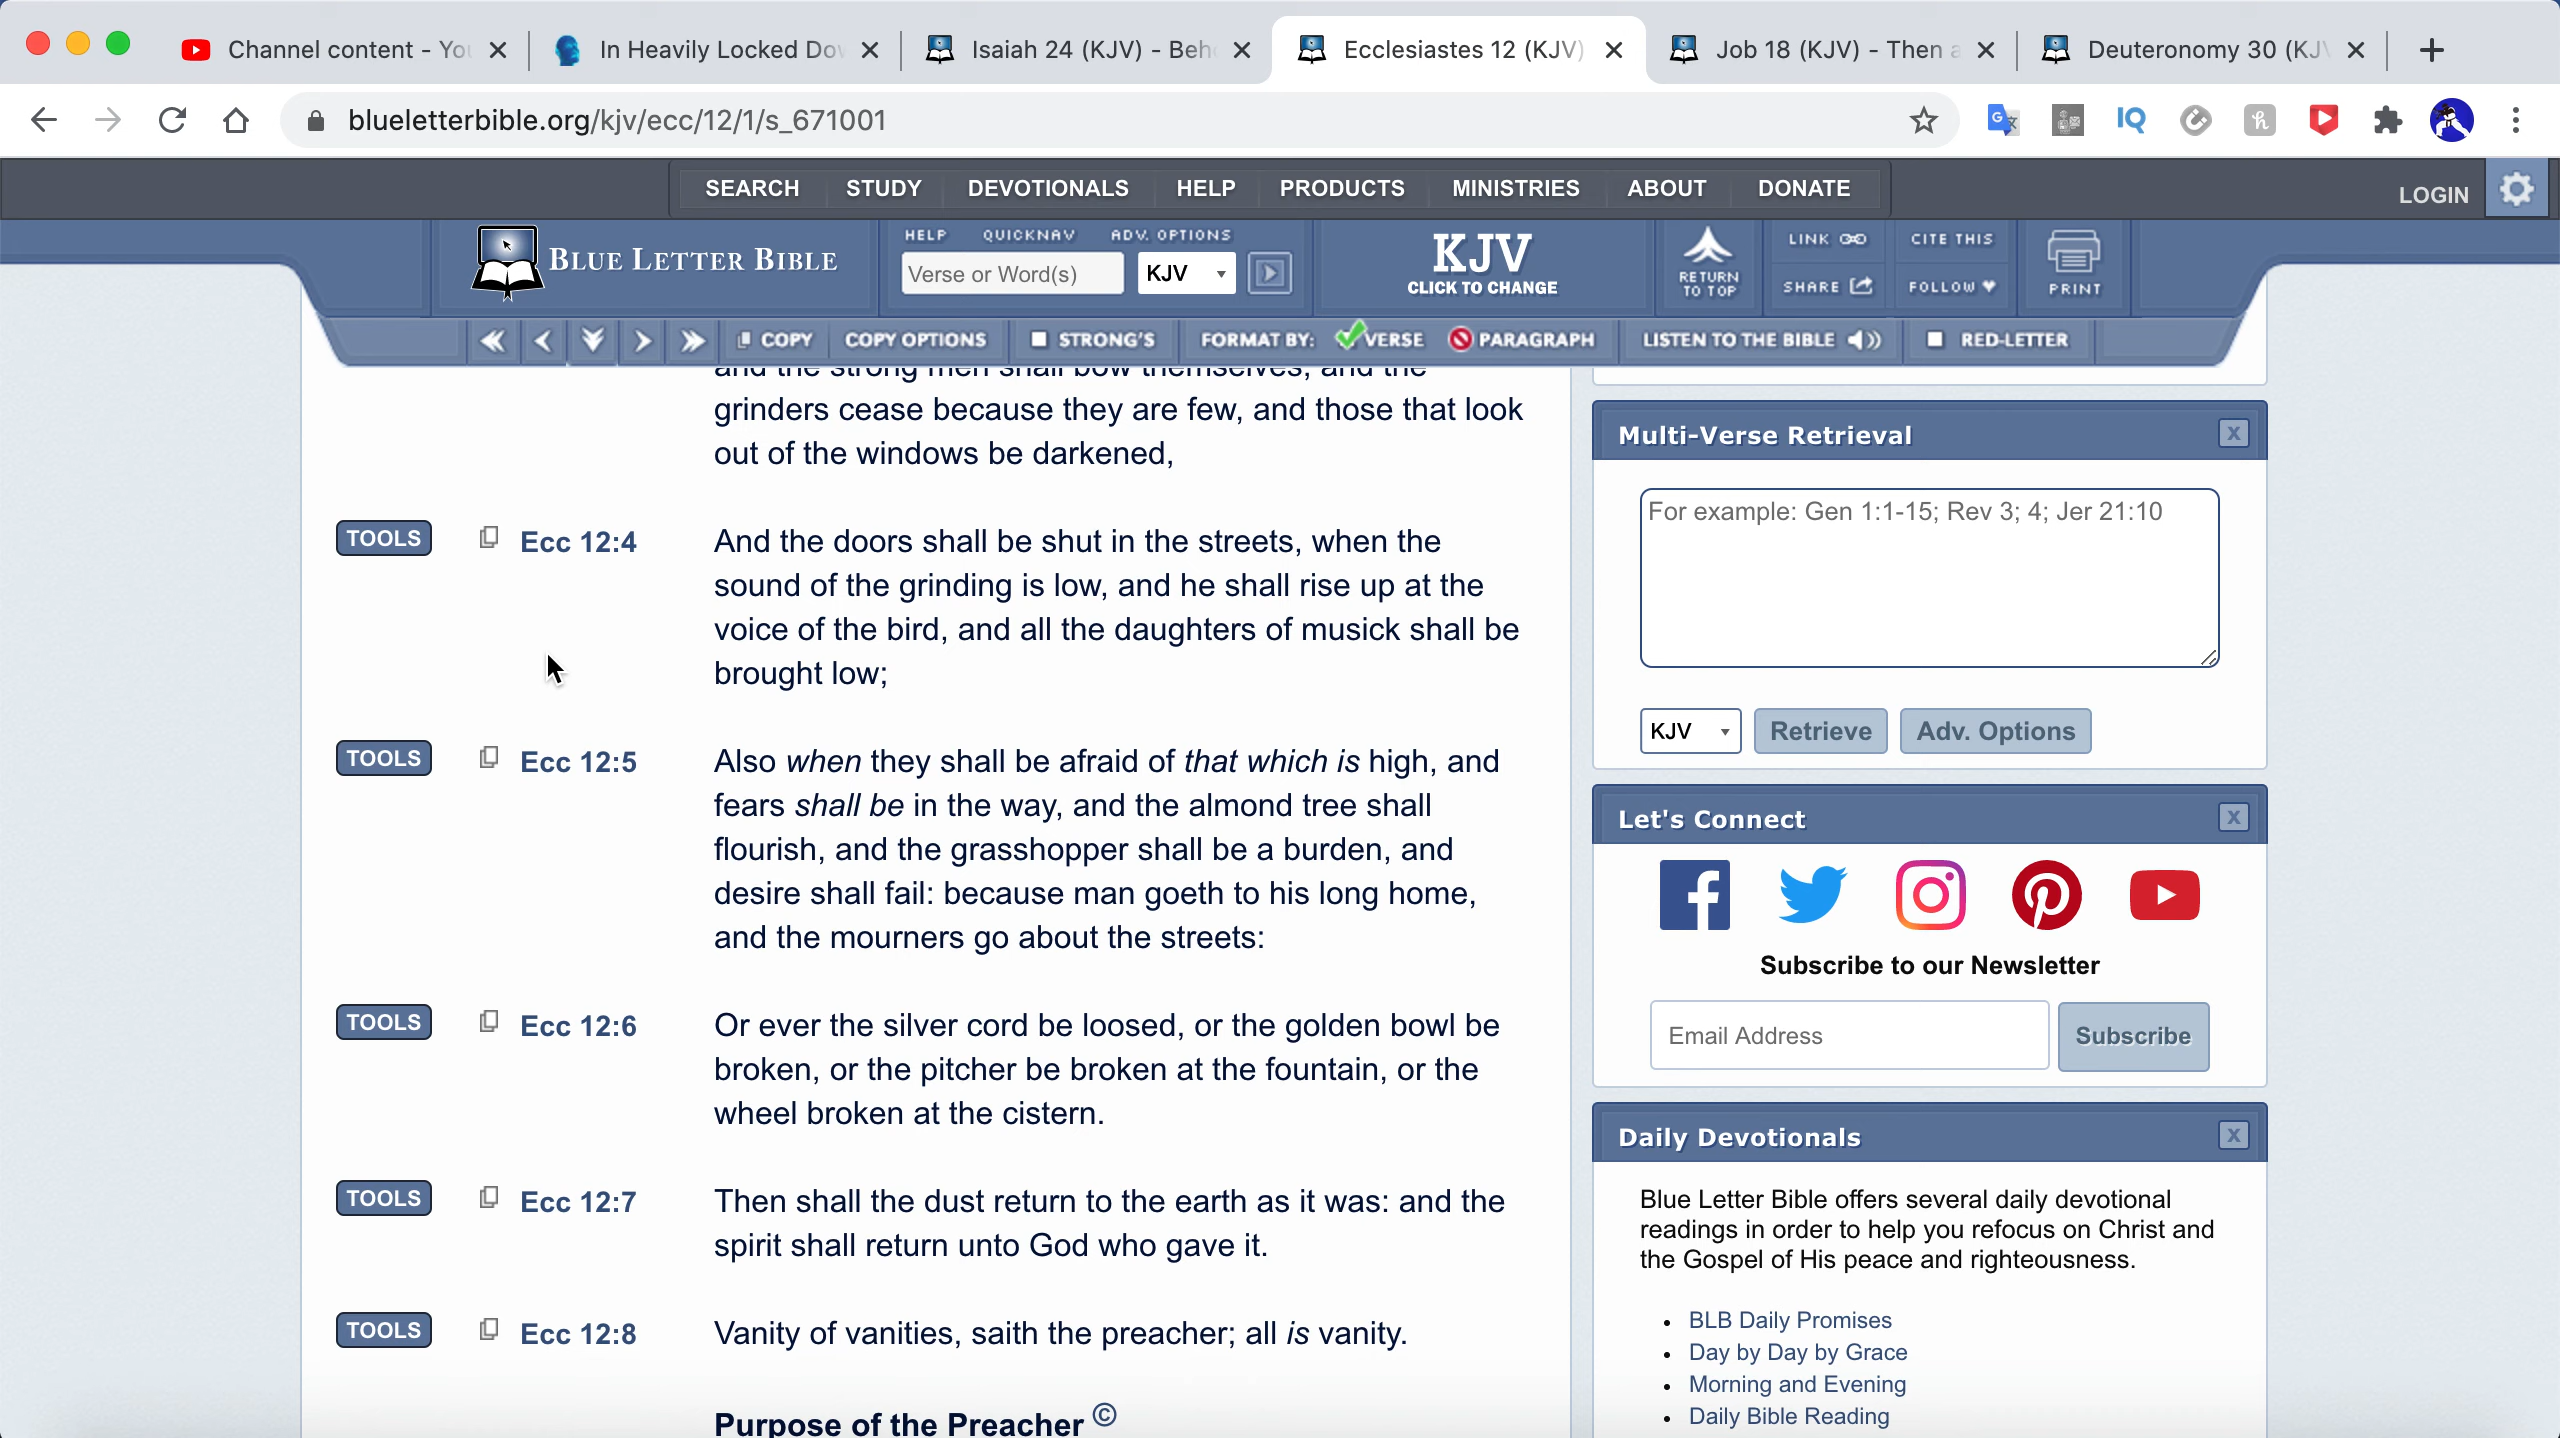 Channel content - You
In Heavily Locked Dow
Isaiah 24 (KJV) - Beho
Ecclesiastes 12 (KJV)
Job 18 (KJV) - Then a
Deuteronomy 30 (KJV
blueletterbible.org/kjv/ecc/12/1/s_671001
SEARCH STUDY DEVOTIONALS HELP PRODUCTS MINISTRIES ABOUT DONATE
LOGIN
BLUE LETTER BIBLE
HELP QUICKNAV ADV. OPTIONS
Verse or Word(s)
KJV
KJV
CLICK TO CHANGE
RETURN
TO TOP
LINK
CITE THIS
SHARE
FOLLOW
PRINT
COPY COPY OPTIONS STRONG'S FORMAT BY: VERSE PARAGRAPH LISTEN TO THE BIBLE RED-LETTER
and the strong men shall bow themselves, and the
grinders cease because they are few, and those that look
out of the windows be darkened,
TOOLS Ecc 12:4 And the doors shall be shut in the streets, when the
sound of the grinding is low, and he shall rise up at the
voice of the bird, and all the daughters of musick shall be
brought low;
TOOLS Ecc 12:5 Also when they shall be afraid of that which is high, and
fears shall be in the way, and the almond tree shall
flourish, and the grasshopper shall be a burden, and
desire shall fail: because man goeth to his long home,
and the mourners go about the streets:
TOOLS Ecc 12:6 Or ever the silver cord be loosed, or the golden bowl be
broken, or the pitcher be broken at the fountain, or the
wheel broken at the cistern.
TOOLS Ecc 12:7 Then shall the dust return to the earth as it was: and the
spirit shall return unto God who gave it.
TOOLS Ecc 12:8 Vanity of vanities, saith the preacher; all is vanity.
Purpose of the Preacher ©
Multi-Verse Retrieval
X
For example: Gen 1:1-15; Rev 3; 4; Jer 21:10
KJV
Retrieve
Adv. Options
Let's Connect
X
Subscribe to our Newsletter
Email Address
Subscribe
Daily Devotionals
X
Blue Letter Bible offers several daily devotional
readings in order to help you refocus on Christ and
the Gospel of His peace and righteousness.
• BLB Daily Promises
• Day by Day by Grace
• Morning and Evening
• Daily Bible Reading